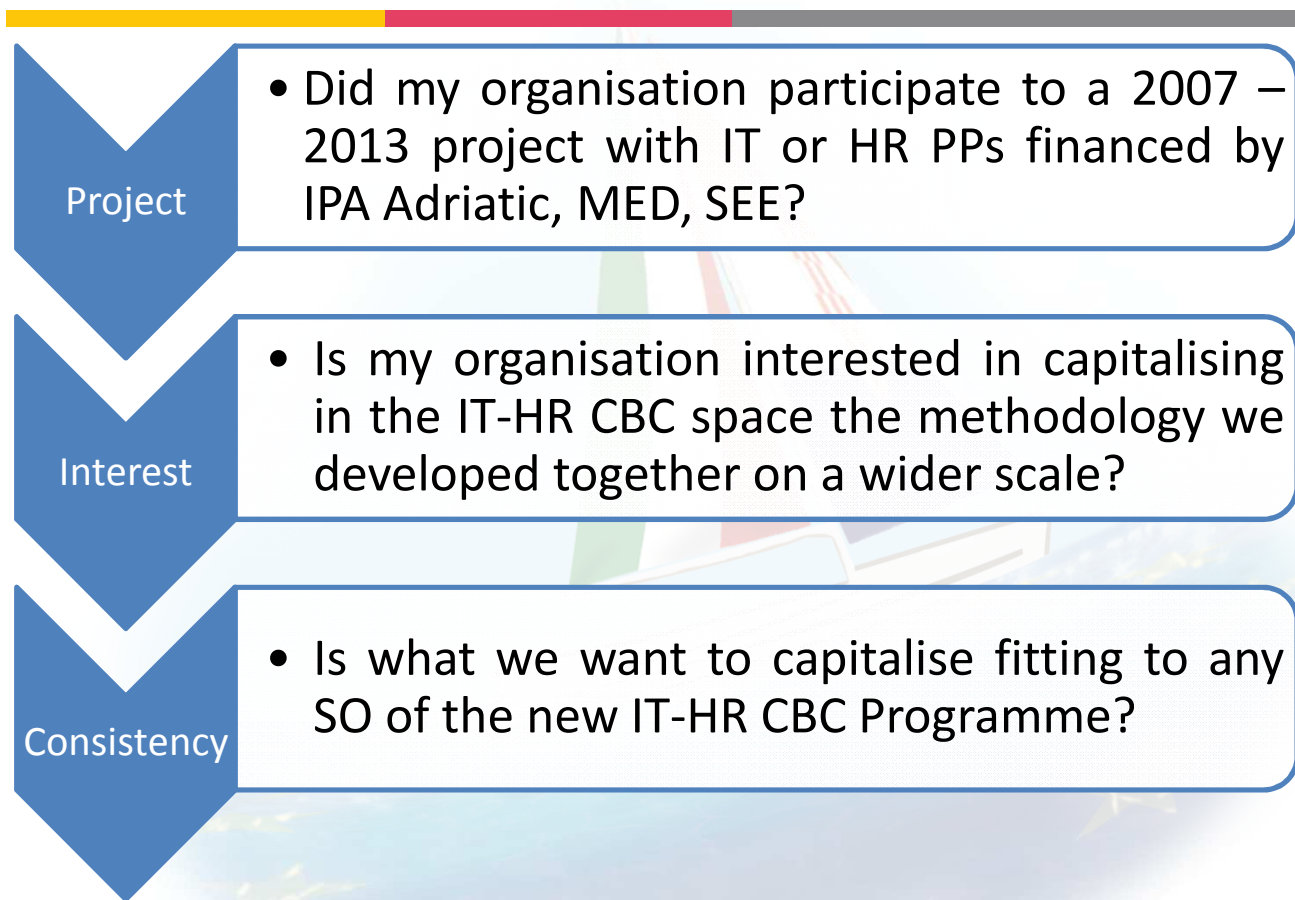 Project
• Did my organisation participate to a 2007 –
2013 project with IT or HR PPs financed by
IPA Adriatic, MED, SEE?
Interest
• Is my organisation interested in capitalising
in the IT-HR CBC space the methodology we
developed together on a wider scale?
Consistency
• Is what we want to capitalise fitting to any
SO of the new IT-HR CBC Programme?